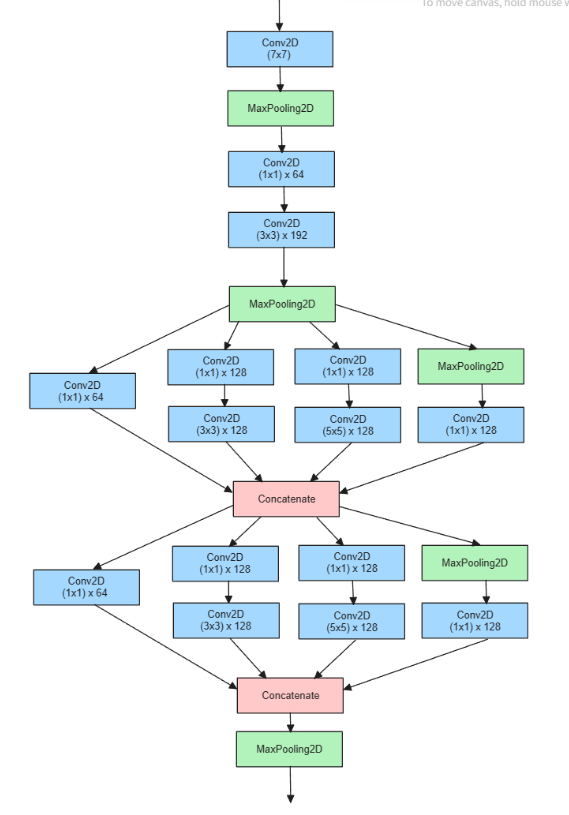 To move canvas, hold mouse w
Conv2D
(7x7)
MaxPooling2D
Conv2D
(1x1) x 64
Conv2D
(3x3) x 192
MaxPooling2D
Conv2D
(1x1) x 64
Conv2D
(1x1) x 128
Conv2D
(3x3) x 128
Conv2D
(1x1) x 128
Conv2D
(5x5) x 128
MaxPooling2D
Conv2D
(1x1) x 128
Concatenate
Conv2D
(1x1) x 64
Conv2D
(1x1) x 128
Conv2D
(3x3) x 128
Conv2D
(1x1) x 128
Conv2D
(5x5) x 128
MaxPooling2D
Conv2D
(1x1) x 128
Concatenate
MaxPooling2D